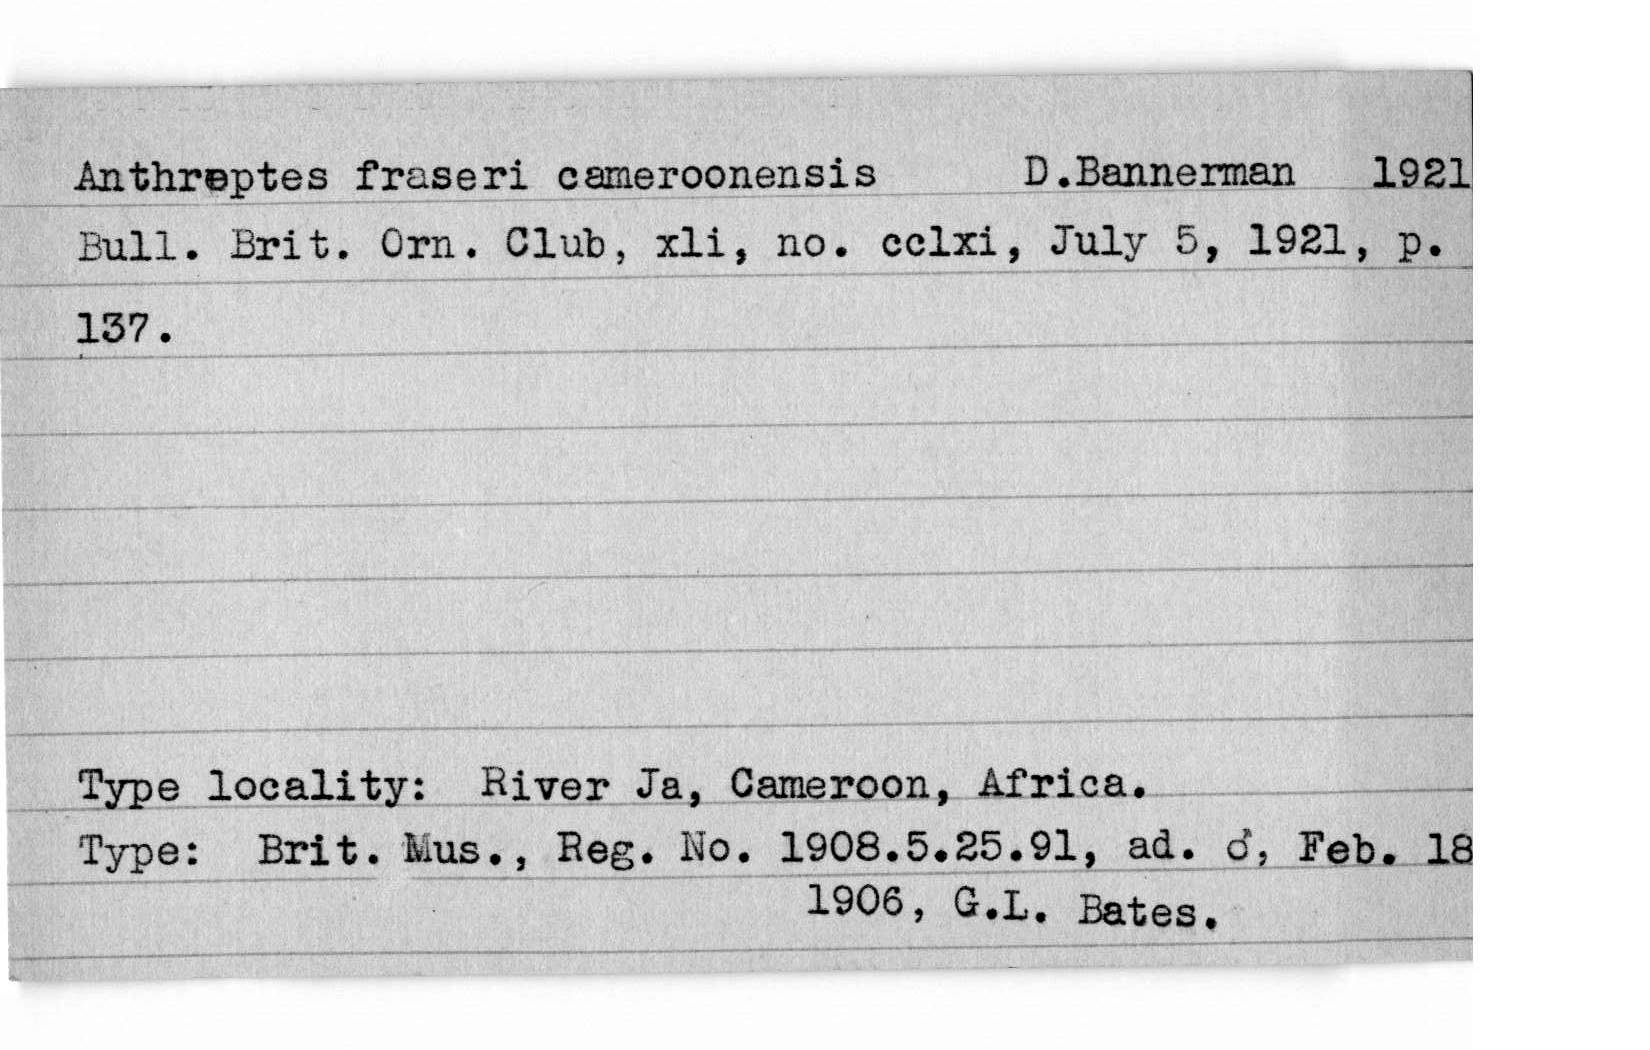 Anthreptes fraseri cameroonensis D.Bannerman 1921
Bull. Brit. Orn. Club, xli, no. cclxi, July 5, 1921, p.
137.
Type locality: River Ja, Cameroon, Africa.
Type: Brit. Mus., Reg. No. 1908.5.25.91, ad. ♂, Feb. 18
1906, G.L. Bates.